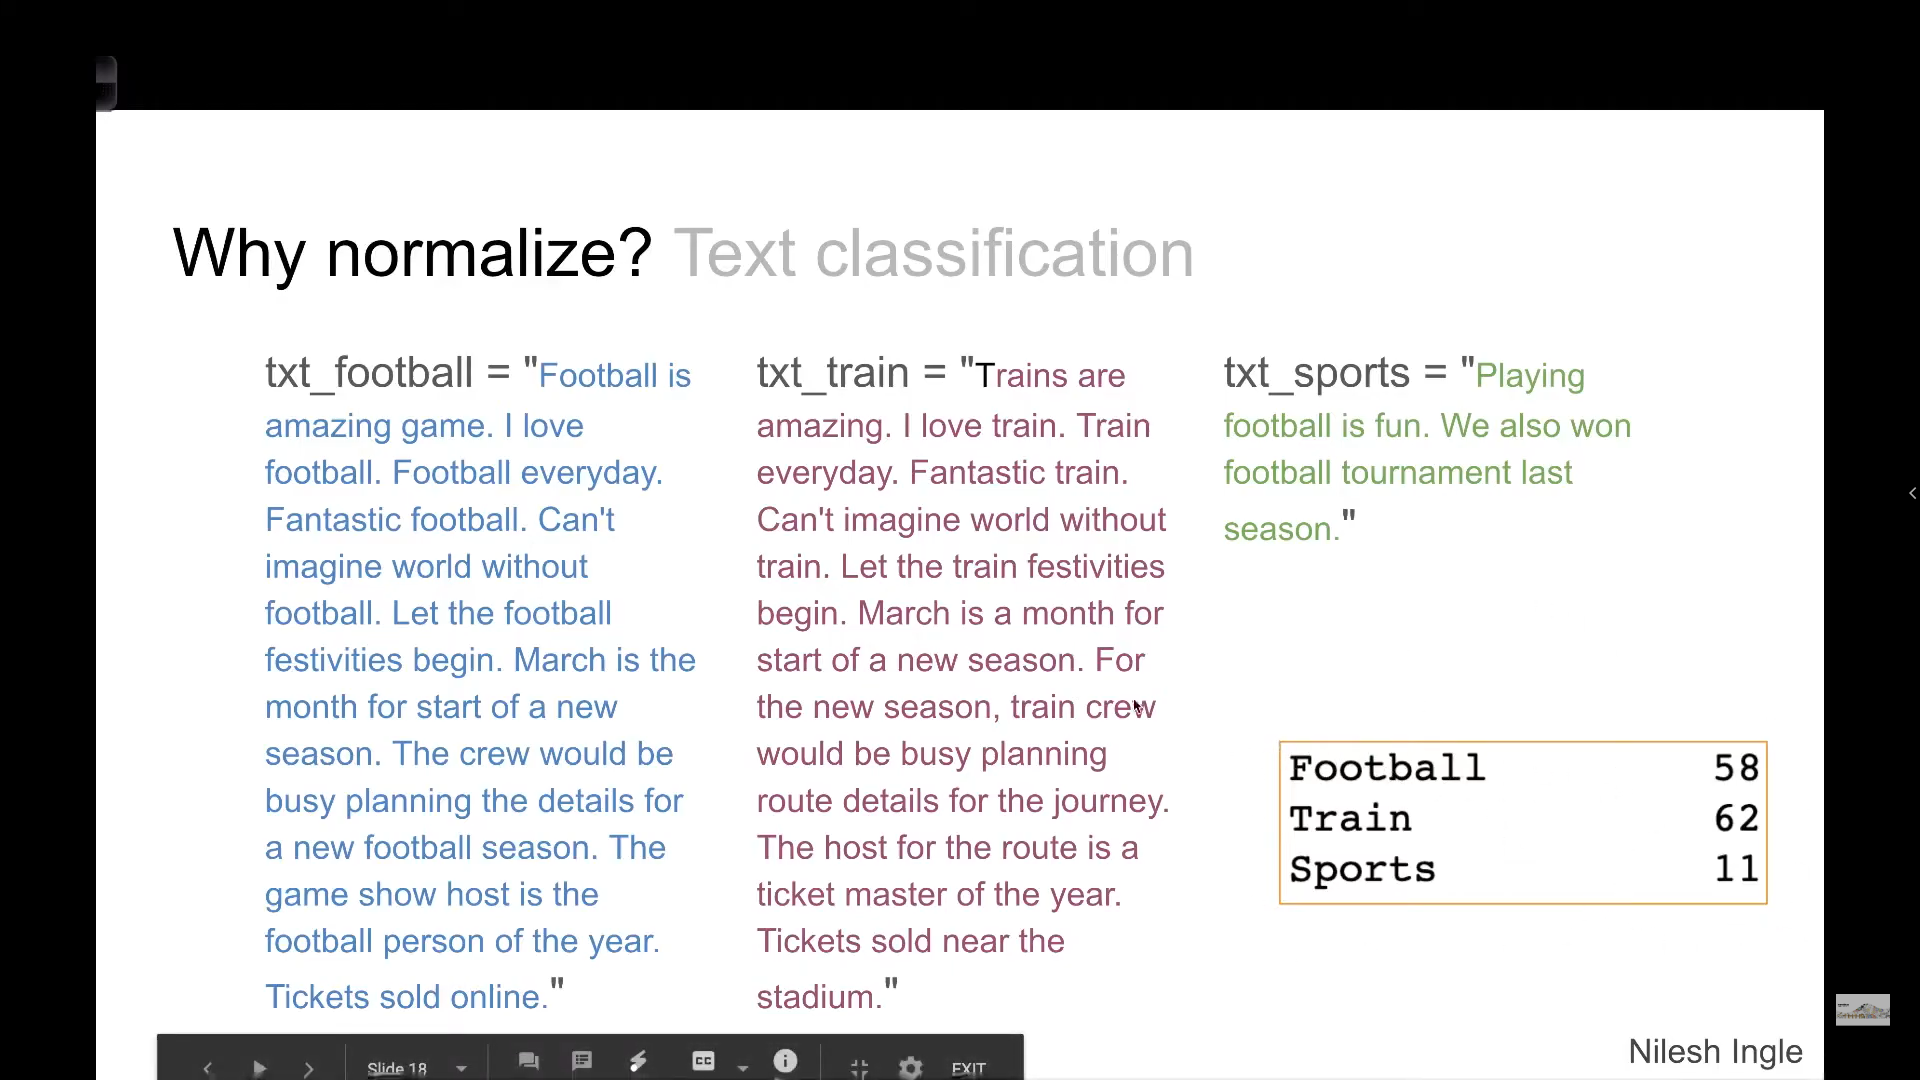 Why normalize? Text classification
txt_football = "Football is
amazing game. I love
football. Football everyday.
Fantastic football. Can't
imagine world without
football. Let the football
festivities begin. March is the
month for start of a new
season. The crew would be
busy planning the details for
a new football season. The
game show host is the
football person of the year.
Tickets sold online."
txt_train = "Trains are
amazing. I love train. Train
everyday. Fantastic train.
Can't imagine world without
train. Let the train festivities
begin. March is a month for
start of a new season. For
the new season, train crew
would be busy planning
route details for the journey.
The host for the route is a
ticket master of the year.
Tickets sold near the
stadium."
txt_sports = "Playing
football is fun. We also won
football tournament last
season."
Football 58
Train 62
Sports 11
Nilesh Ingle
Slide 18
CC
EXIT